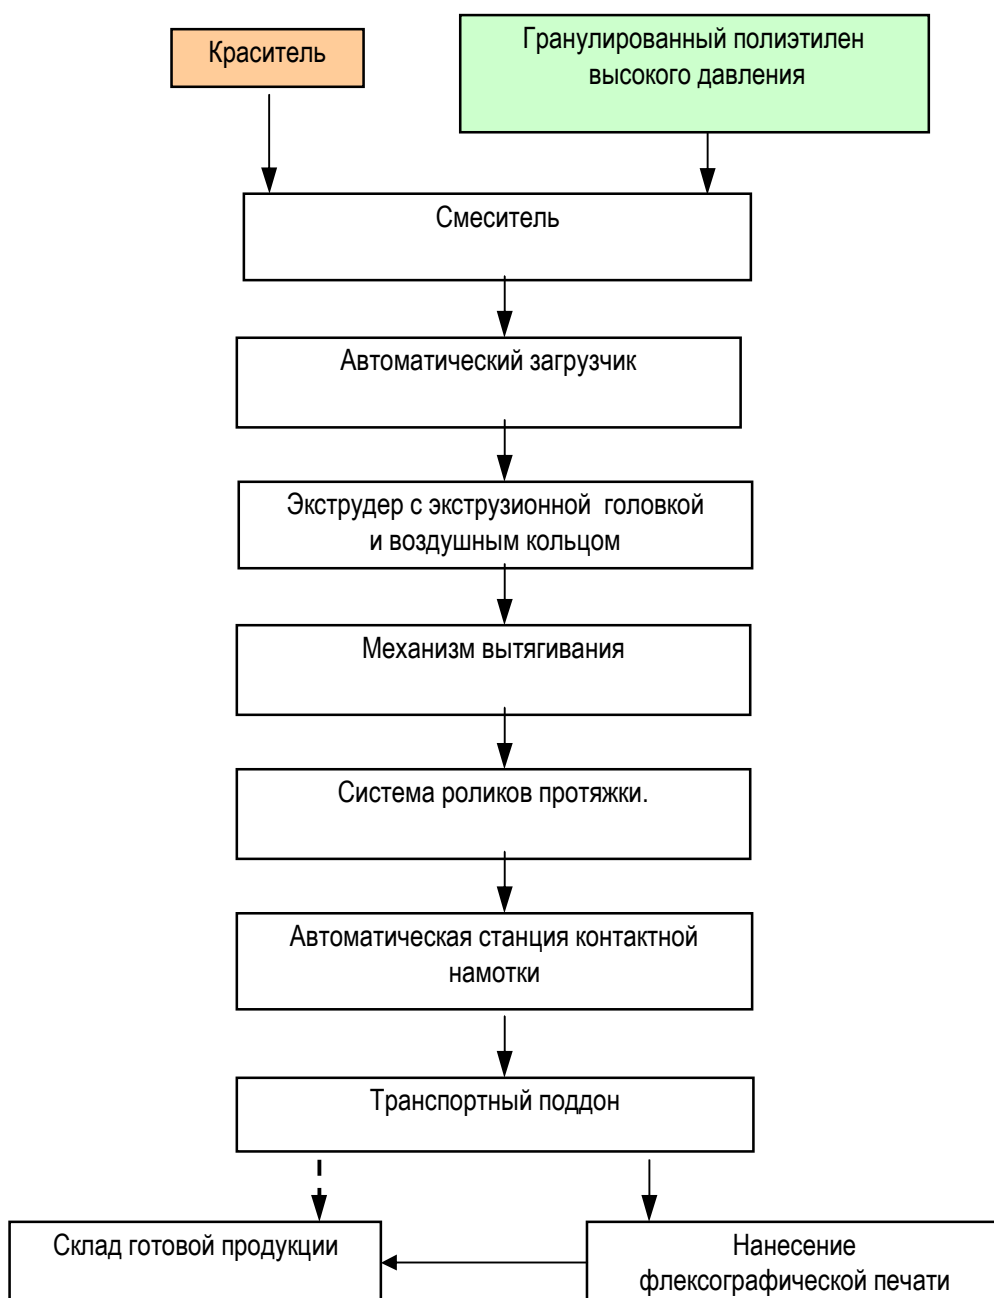 Краситель
Гранулированный полиэтилен
высокого давления
Смеситель
Автоматический загрузчик
Экструдер с экструзионной головкой
и воздушным кольцом
Механизм вытягивания
Система роликов протяжки.
Автоматическая станция контактной
намотки
Транспортный поддон
Склад готовой продукции
Нанесение
флексографической печати